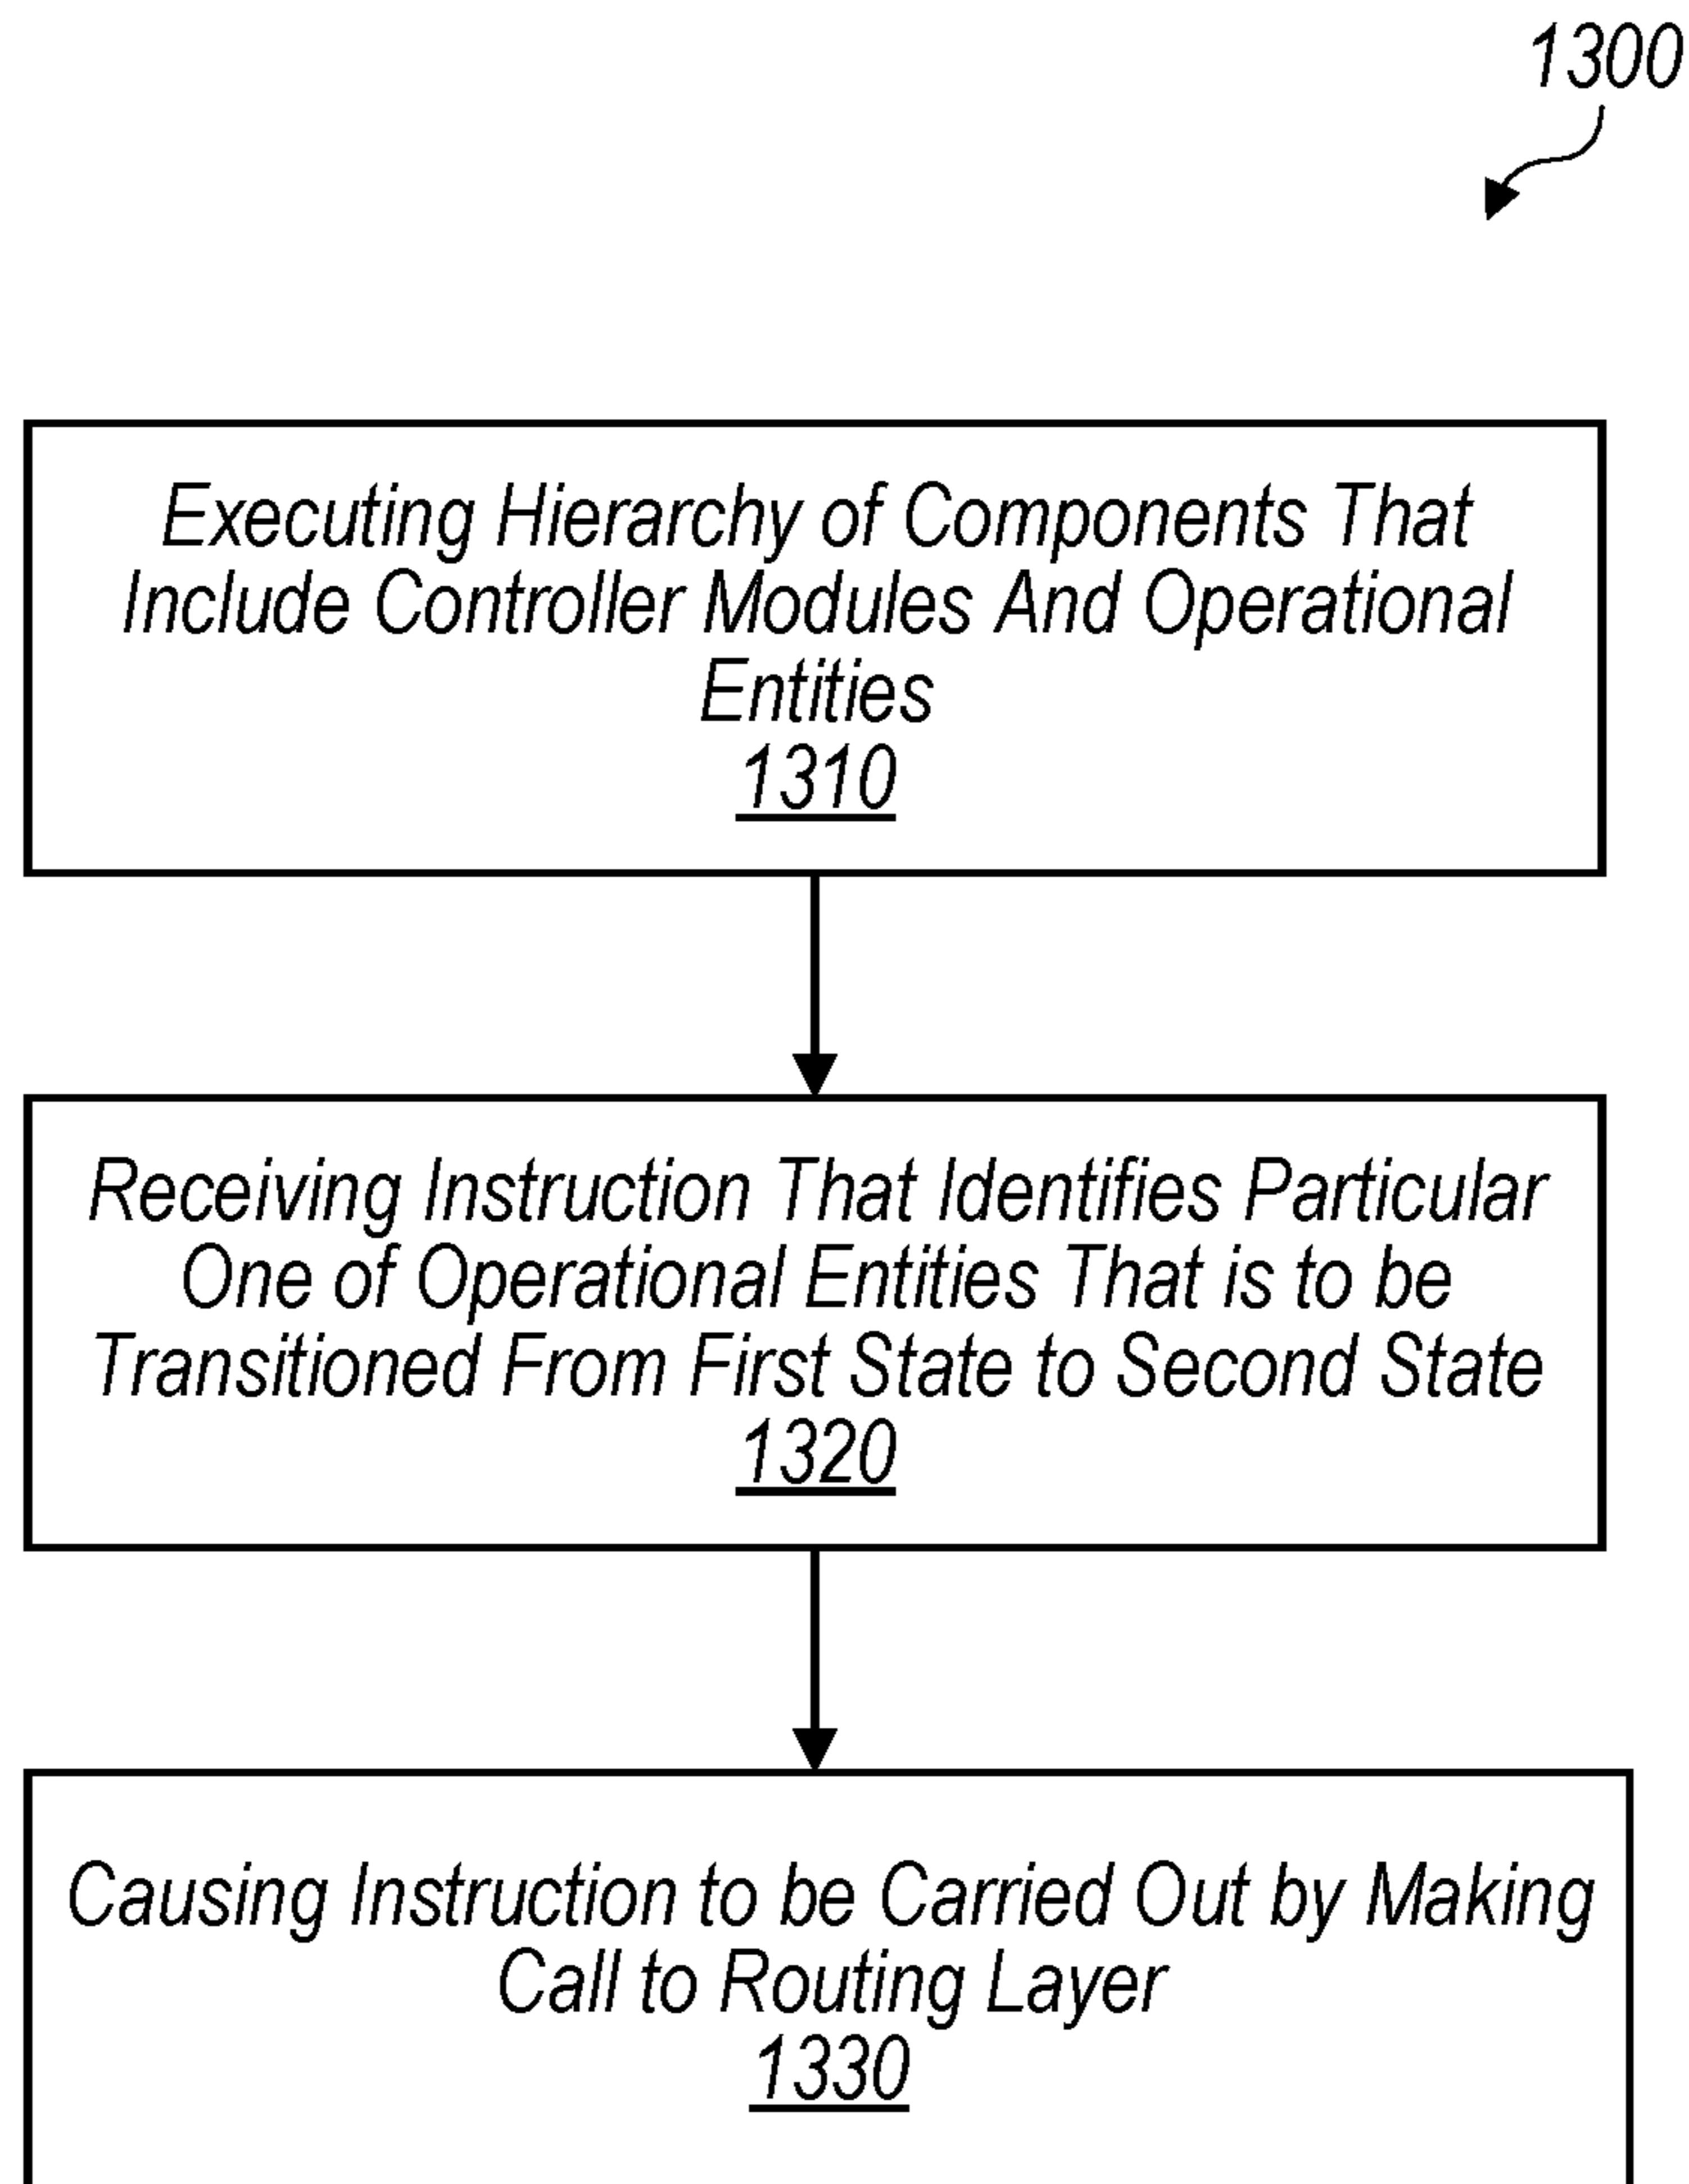 1300
Executing Hierarchy of Components That
Include Controller Modules And Operational
Entities
1310
Receiving Instruction That Identifies Particular
One of Operational Entities That is to be
Transitioned From First State to Second State
1320
Causing Instruction to be Carried Out by Making
Call to Routing Layer
1330